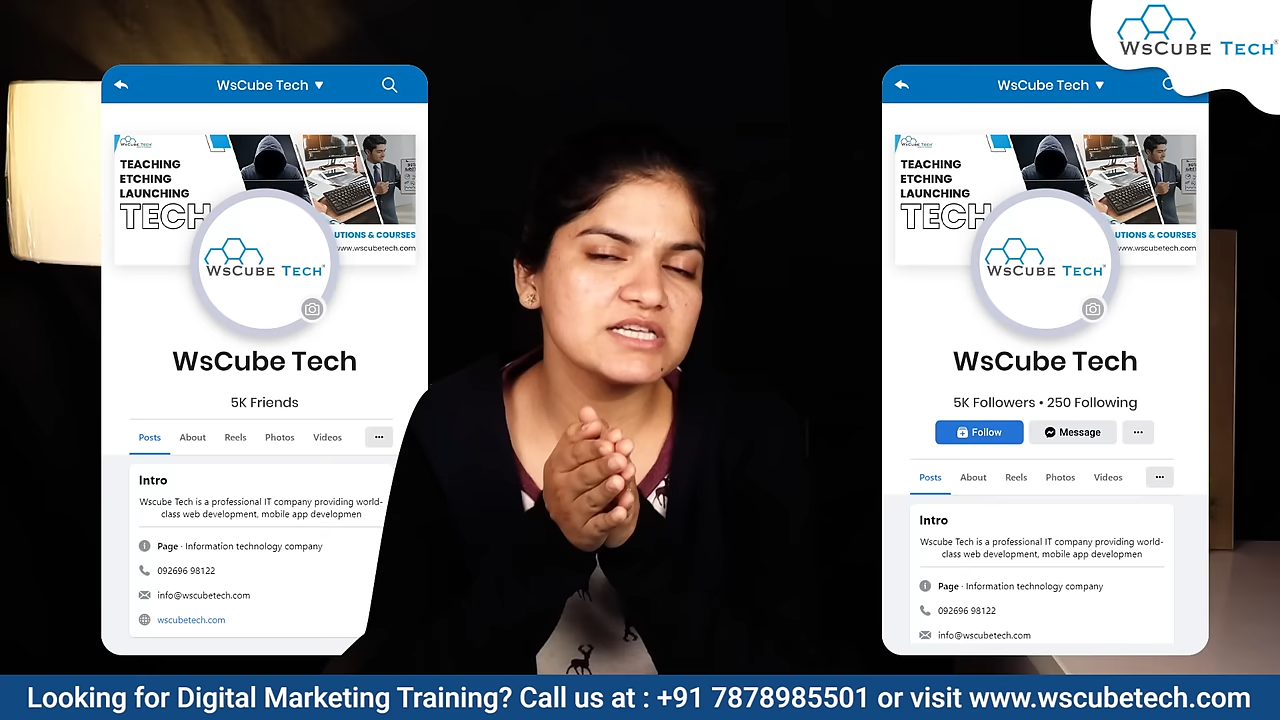 WsCube Tech
WsCube Tech ▼
WsCube Tech
TEACHING
ETCHING
LAUNCHING
TECH
UTIONS & COURSES
www.wscubetech.com
WsCube Tech
WsCube Tech
5K Friends
Posts About Reels Photos Videos ...
Intro
Wscube Tech is a professional IT company providing world-
class web development, mobile app developmen
Page · Information technology company
092696 98122
info@wscubetech.com
wscubetech.com
WsCube Tech ▼
WsCube Tech
TEACHING
ETCHING
LAUNCHING
TECH
UTIONS & COURSES
www.wscubetech.com
WsCube Tech
WsCube Tech
5K Followers • 250 Following
Follow Message ...
Posts About Reels Photos Videos ...
Intro
Wscube Tech is a professional IT company providing world-
class web development, mobile app developmen
Page · Information technology company
092696 98122
info@wscubetech.com
Looking for Digital Marketing Training? Call us at : +91 7878985501 or visit www.wscubetech.com